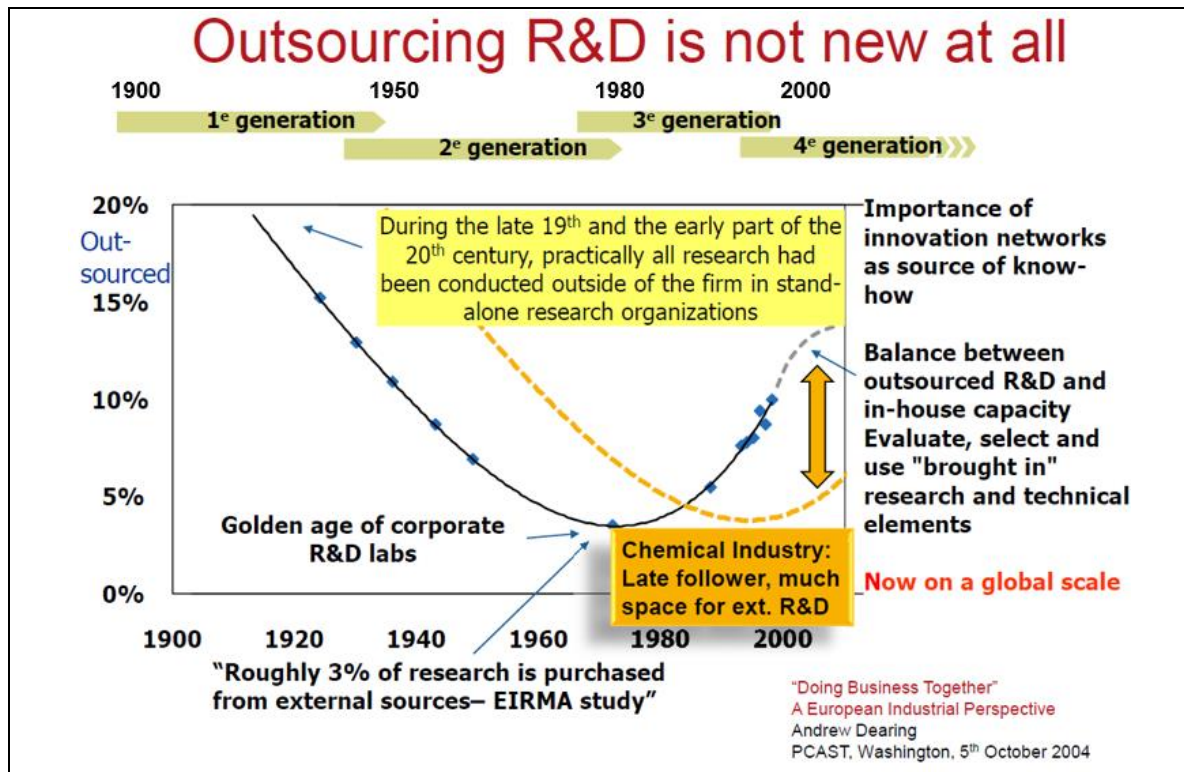 Outsourcing R&D is not new at all
1900 1950 1980 2000
1e generation 3e generation
2e generation 4e generation
20%
Out-
sourced
15%
10%
5%
0%
During the late 19th and the early part of the
20th century, practically all research had
been conducted outside of the firm in stand-
alone research organizations
Importance of
innovation networks
as source of know-
how
Balance between
outsourced R&D and
in-house capacity
Evaluate, select and
use "brought in"
research and technical
elements
Golden age of corporate
R&D labs
Chemical Industry:
Late follower, much
space for ext. R&D
Now on a global scale
1900 1920 1940 1960 1980 2000
“Roughly 3% of research is purchased
from external sources– EIRMA study”
“Doing Business Together”
A European Industrial Perspective
Andrew Dearing
PCAST, Washington, 5th October 2004